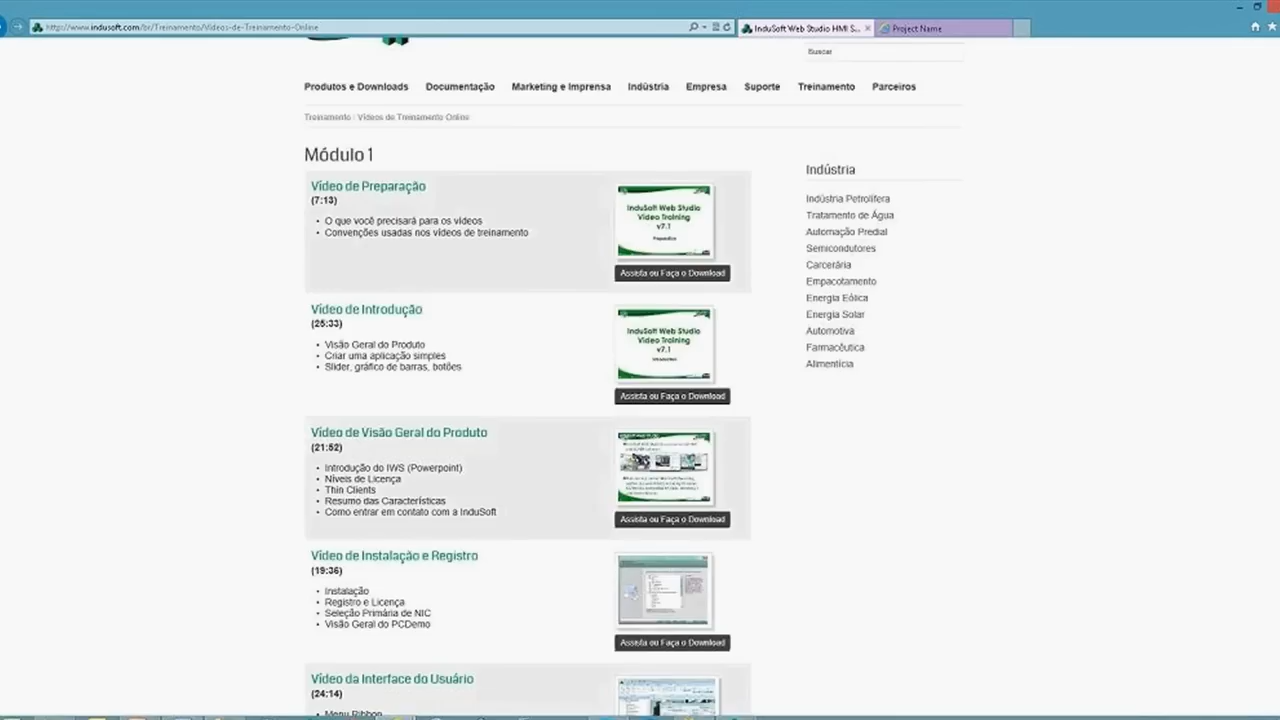 http://www.indusoft.com/br/Treinamento/Vídeos-de-Treinamento-Online
InduSoft Web Studio HMI S...
Project Name
Buscar
Produtos e Downloads
Documentação
Marketing e Imprensa
Indústria
Empresa
Suporte
Treinamento
Parceiros
Treinamento : Vídeos de Treinamento Online
Módulo 1
Vídeo de Preparação
(7:13)
• O que você precisará para os vídeos
• Convenções usadas nos vídeos de treinamento
InduSoft Web Studio
Video Training
v7.1
Preparation
Assista ou Faça o Download
Vídeo de Introdução
(25:33)
• Visão Geral do Produto
• Criar uma aplicação simples
• Slider, gráfico de barras, botões
InduSoft Web Studio
Video Training
v7.1
Introduction
Assista ou Faça o Download
Vídeo de Visão Geral do Produto
(21:52)
• Introdução do IWS (Powerpoint)
• Níveis de Licença
• Thin Clients
• Resumo das Características
• Como entrar em contato com a InduSoft
Assista ou Faça o Download
Vídeo de Instalação e Registro
(19:36)
• Instalação
• Registro e Licença
• Seleção Primária de NIC
• Visão Geral do PCDemo
Assista ou Faça o Download
Vídeo da Interface do Usuário
(24:14)
• Menu Ribbon
Indústria
Indústria Petrolífera
Tratamento de Água
Automação Predial
Semicondutores
Carcerária
Empacotamento
Energia Eólica
Energia Solar
Automotiva
Farmacêutica
Alimentícia